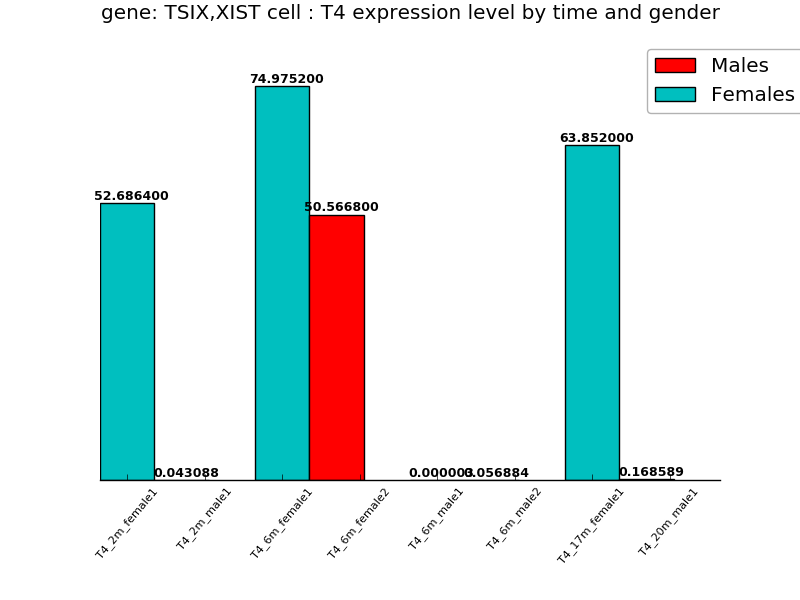 gene: TSIX,XIST cell : T4 expression level by time and gender
Males
Females
74.975200
63.852000
52.686400
50.566800
0.043088
0.000003
0.056884
0.168589
T4_2m_female1
T4_2m_male1
T4_6m_female1
T4_6m_female2
T4_6m_male1
T4_6m_male2
T4_17m_female1
T4_20m_male1